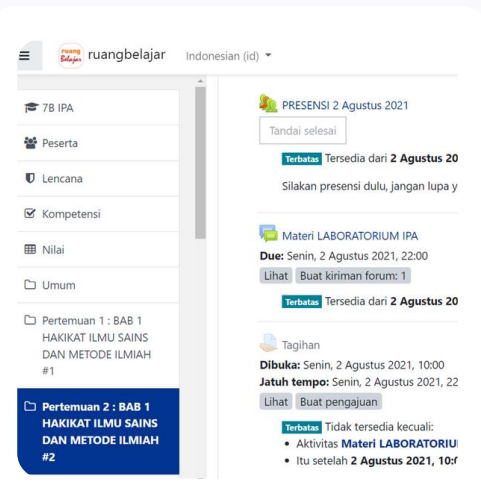 ruang
Belajar
ruangbelajar
Indonesian (id)
7B IPA
Peserta
Lencana
Kompetensi
Nilai
Umum
Pertemuan 1 : BAB 1
HAKIKAT ILMU SAINS
DAN METODE ILMIAH
#1
Pertemuan 2 : BAB 1
HAKIKAT ILMU SAINS
DAN METODE ILMIAH
#2
PRESENSI 2 Agustus 2021
Tandai selesai
Terbatas Tersedia dari 2 Agustus 20
Silakan presensi dulu, jangan lupa y
Materi LABORATORIUM IPA
Due: Senin, 2 Agustus 2021, 22:00
Lihat Buat kiriman forum: 1
Terbatas Tersedia dari 2 Agustus 20
Tagihan
Dibuka: Senin, 2 Agustus 2021, 10:00
Jatuh tempo: Senin, 2 Agustus 2021, 22
Lihat Buat pengajuan
Terbatas Tidak tersedia kecuali:
• Aktivitas Materi LABORATORIU
• Itu setelah 2 Agustus 2021, 10: